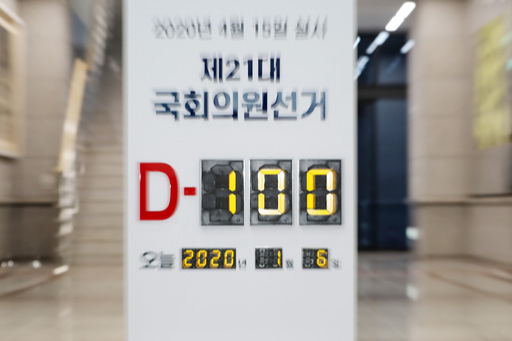 2020년 4월 15일 실시
제21대
국회의원선거
D-100
오늘 2020년 1월 6일